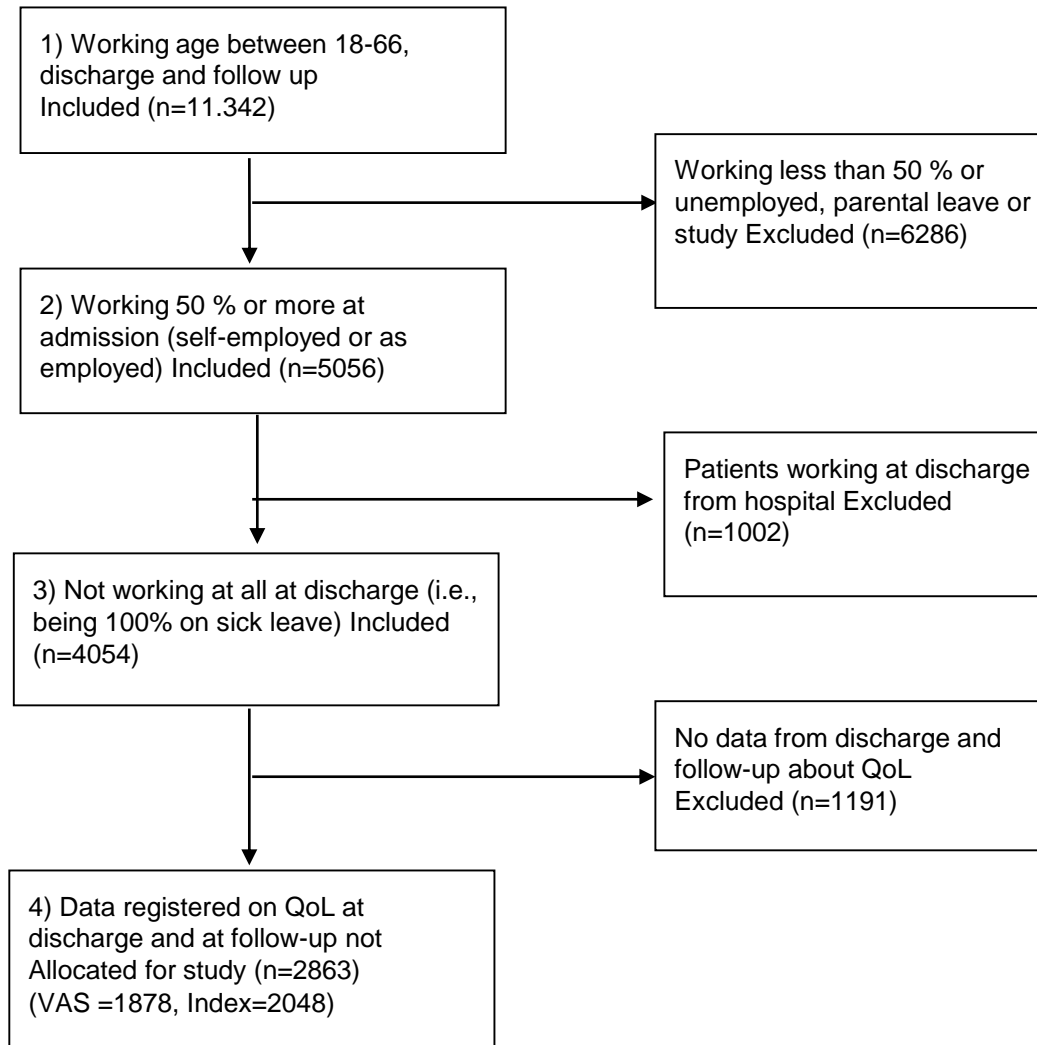 1) Working age between 18-66,
discharge and follow up
Included (n=11.342)
Working less than 50 % or
unemployed, parental leave or
study Excluded (n=6286)
2) Working 50 % or more at
admission (self-employed or as
employed) Included (n=5056)
Patients working at discharge
from hospital Excluded
(n=1002)
3) Not working at all at discharge (i.e.,
being 100% on sick leave) Included
(n=4054)
No data from discharge and
follow-up about QoL
Excluded (n=1191)
4) Data registered on QoL at
discharge and at follow-up not
Allocated for study (n=2863)
(VAS =1878, Index=2048)